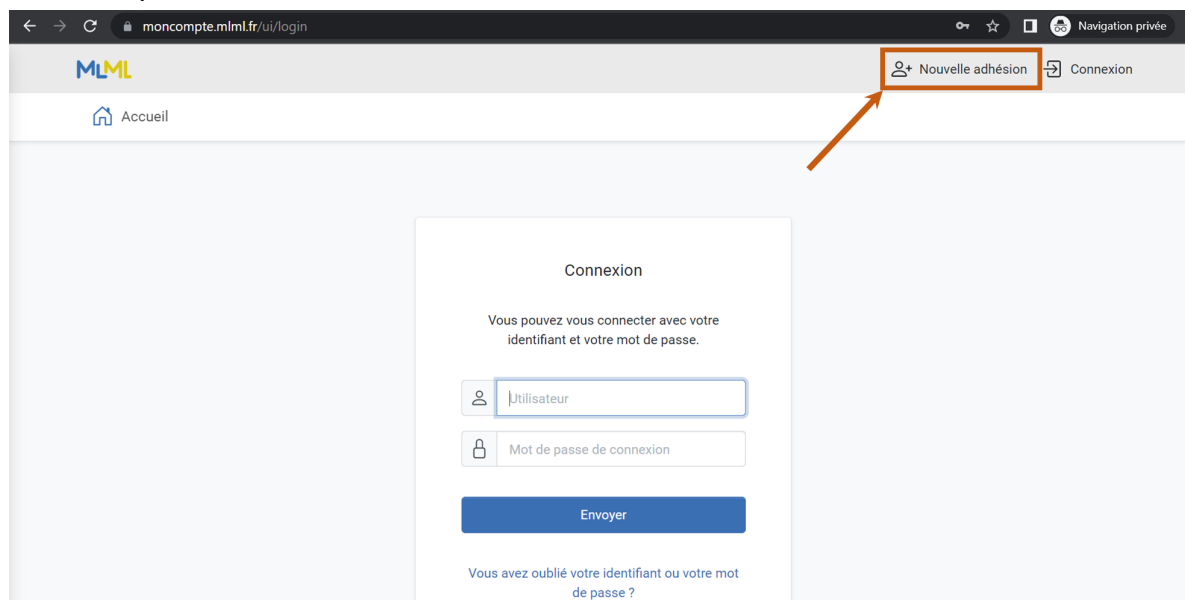 moncompte.mlml.fr/ui/login
Navigation privée
MLML
Nouvelle adhésion
Connexion
Accueil
Connexion
Vous pouvez vous connecter avec votre
identifiant et votre mot de passe.
Utilisateur
Mot de passe de connexion
Envoyer
Vous avez oublié votre identifiant ou votre mot
de passe ?